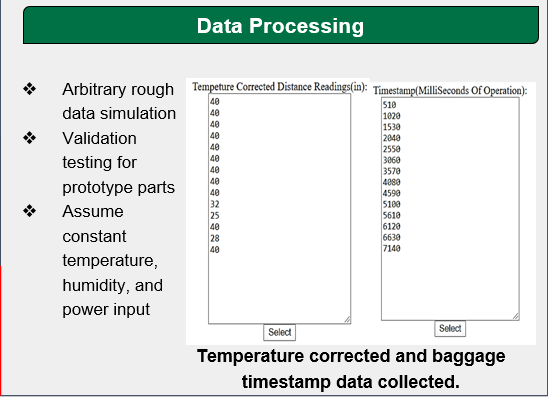 Data Processing
❖ Arbitrary rough
data simulation
❖ Validation
testing for
prototype parts
❖ Assume
constant
temperature,
humidity, and
power input
Tempeture Corrected Distance Readings(in):
40
40
40
40
40
40
40
40
40
32
25
40
28
40
Select
Timestamp(MilliSeconds Of Operation):
510
1020
1530
2040
2550
3060
3570
4080
4590
5100
5610
6120
6630
7140
Select
Temperature corrected and baggage
timestamp data collected.